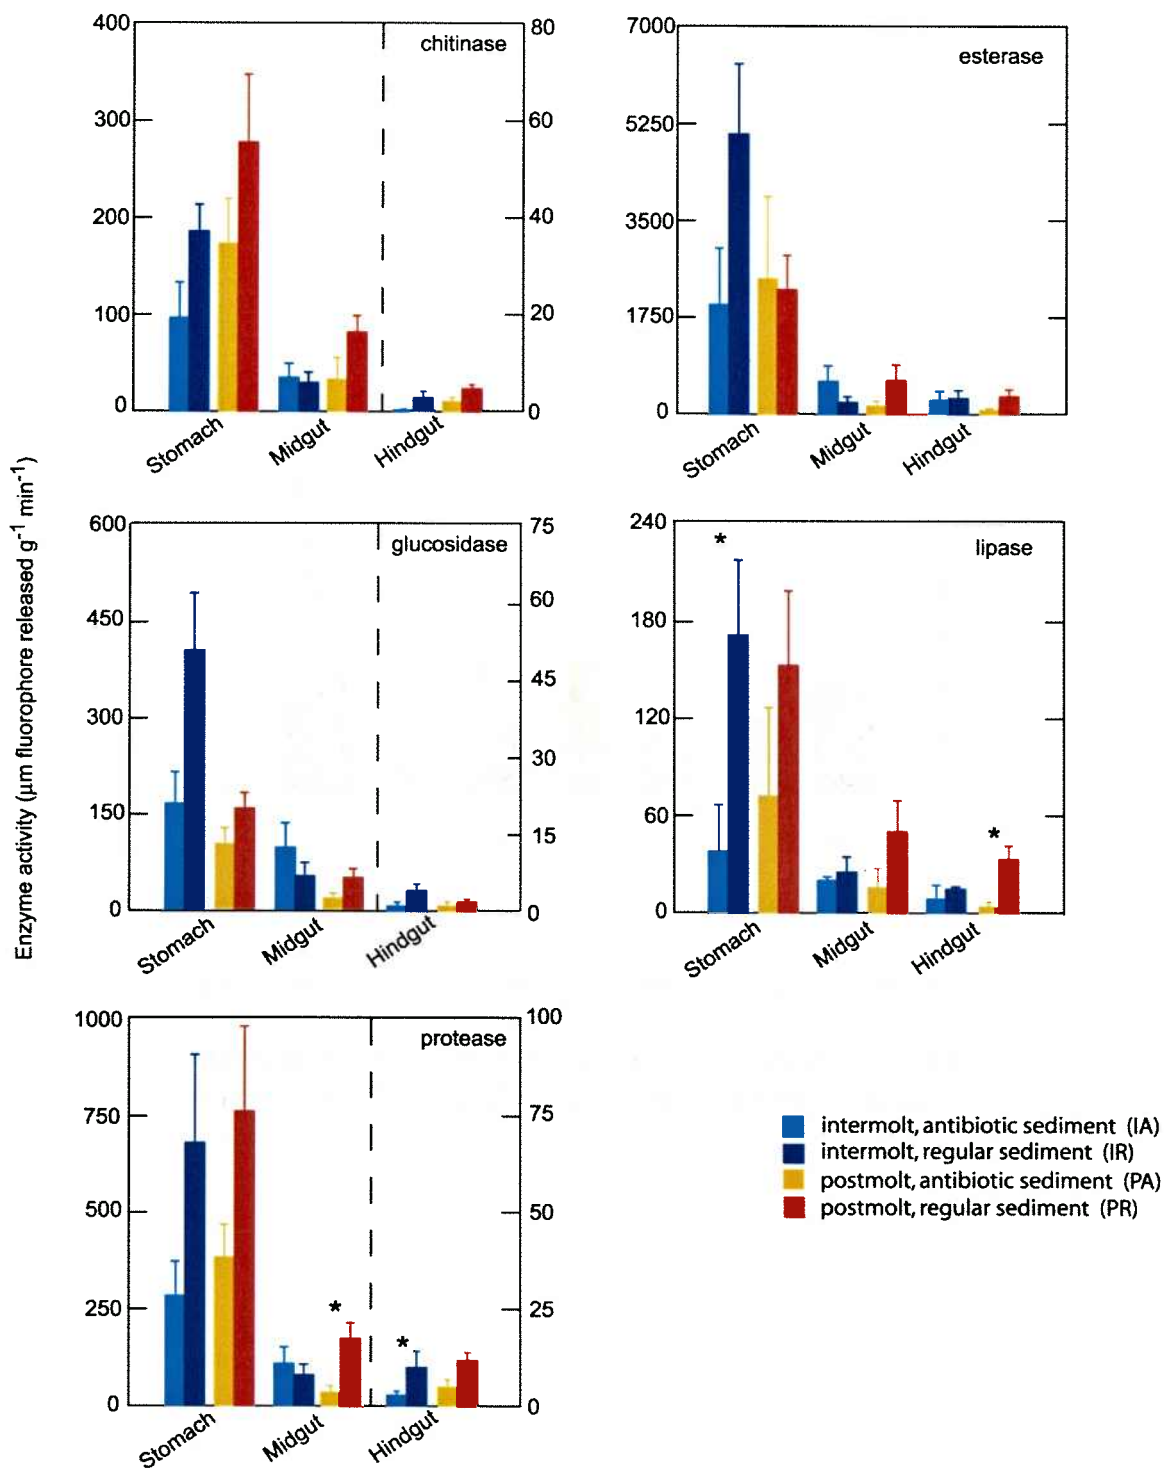 Enzyme activity (µm fluorophore released g⁻¹ min⁻¹)
chitinase
400
300
200
100
0
80
60
40
20
0
Stomach
Midgut
Hindgut
esterase
7000
5250
3500
1750
0
Stomach
Midgut
Hindgut
glucosidase
600
450
300
150
0
75
60
45
30
15
0
Stomach
Midgut
Hindgut
lipase
240
180
120
60
0
*
*
Stomach
Midgut
Hindgut
protease
1000
750
500
250
0
100
75
50
25
0
*
*
Stomach
Midgut
Hindgut
intermolt, antibiotic sediment (IA)
intermolt, regular sediment (IR)
postmolt, antibiotic sediment (PA)
postmolt, regular sediment (PR)